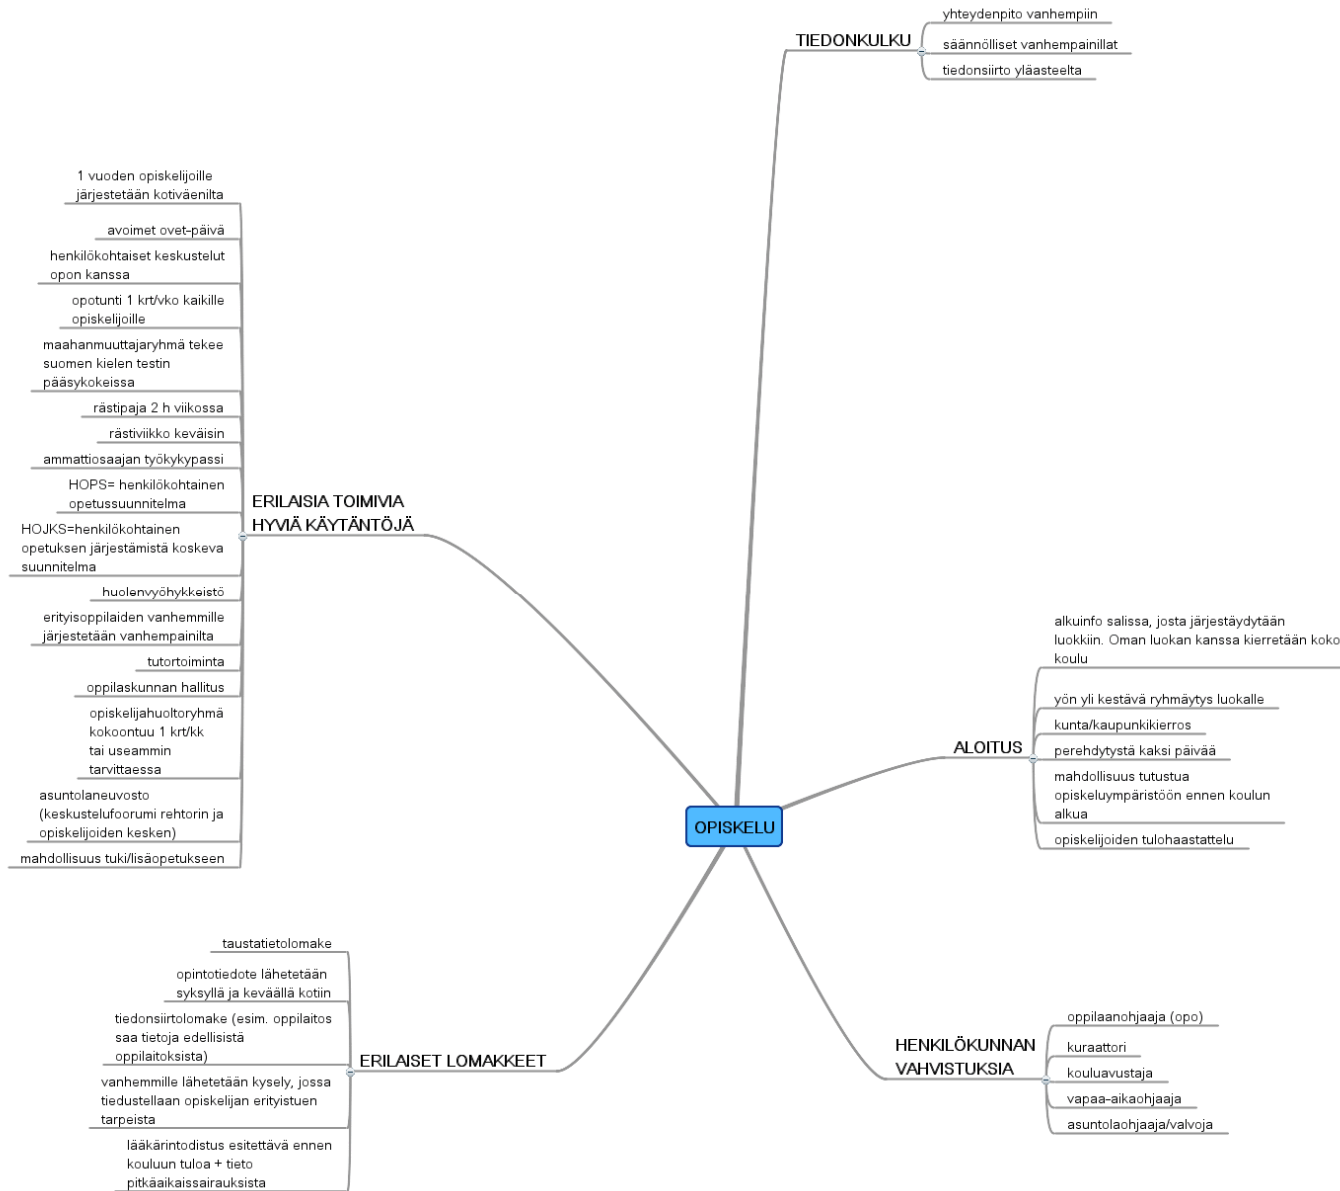 TIEDONKULKU
yhteydenpito vanhempiin
säännölliset vanhempainillat
tiedonsiirto yläasteelta
1 vuoden opiskelijoille
järjestetään kotiväenilta
avoimet ovet-päivä
henkilökohtaiset keskustelut
opon kanssa
opotunti 1 krt/vko kaikille
opiskelijoille
maahanmuuttajaryhmä tekee
suomen kielen testin
pääsykokeissa
rästipaja 2 h viikossa
rästiviikko keväisin
ammattiosaajan työkykypassi
HOPS= henkilökohtainen
opetussuunnitelma
HOJKS=henkilökohtainen
opetuksen järjestämistä koskeva
suunnitelma
huolenvyöhykkeistö
erityisoppilaiden vanhemmille
järjestetään vanhempainilta
tutortoiminta
oppilaskunnan hallitus
opiskelijahuoltoryhmä
kokoontuu 1 krt/kk
tai useammin
tarvittaessa
asuntolaneuvosto
(keskustelufoorumi rehtorin ja
opiskelijoiden kesken)
mahdollisuus tuki/lisäopetukseen
ERILAISIA TOIMIVIA
HYVIÄ KÄYTÄNTÖJÄ
OPISKELU
ALOITUS
alkuinfo salissa, josta järjestäydytään
luokkiin. Oman luokan kanssa kierretään koko
koulu
yön yli kestävä ryhmäytys luokalle
kunta/kaupunkikierros
perehdytystä kaksi päivää
mahdollisuus tutustua
opiskeluympäristöön ennen koulun
alkua
opiskelijoiden tulohaastattelu
taustatietolomake
opintotiedote lähetetään
syksyllä ja keväällä kotiin
tiedonsiirtolomake (esim. oppilaitos
saa tietoja edellisistä
oppilaitoksista)
vanhemmille lähetetään kysely, jossa
tiedustellaan opiskelijan erityistuen
tarpeista
lääkärintodistus esitettävä ennen
kouluun tuloa + tieto
pitkäaikaissairauksista
ERILAISET LOMAKKEET
HENKILÖKUNNAN
VAHVISTUKSIA
oppilaanohjaaja (opo)
kuraattori
kouluavustaja
vapaa-aikaohjaaja
asuntolaohjaaja/valvoja